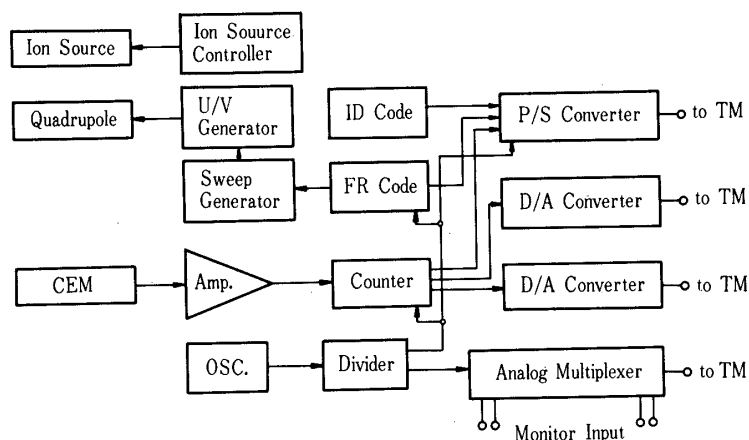 Ion Source
Ion Source
Controller
Quadrupole
U/V
Generator
ID Code
P/S Converter
to TM
Sweep
Generator
FR Code
D/A Converter
to TM
CEM
Amp.
Counter
D/A Converter
to TM
OSC.
Divider
Analog Multiplexer
to TM
Monitor Input